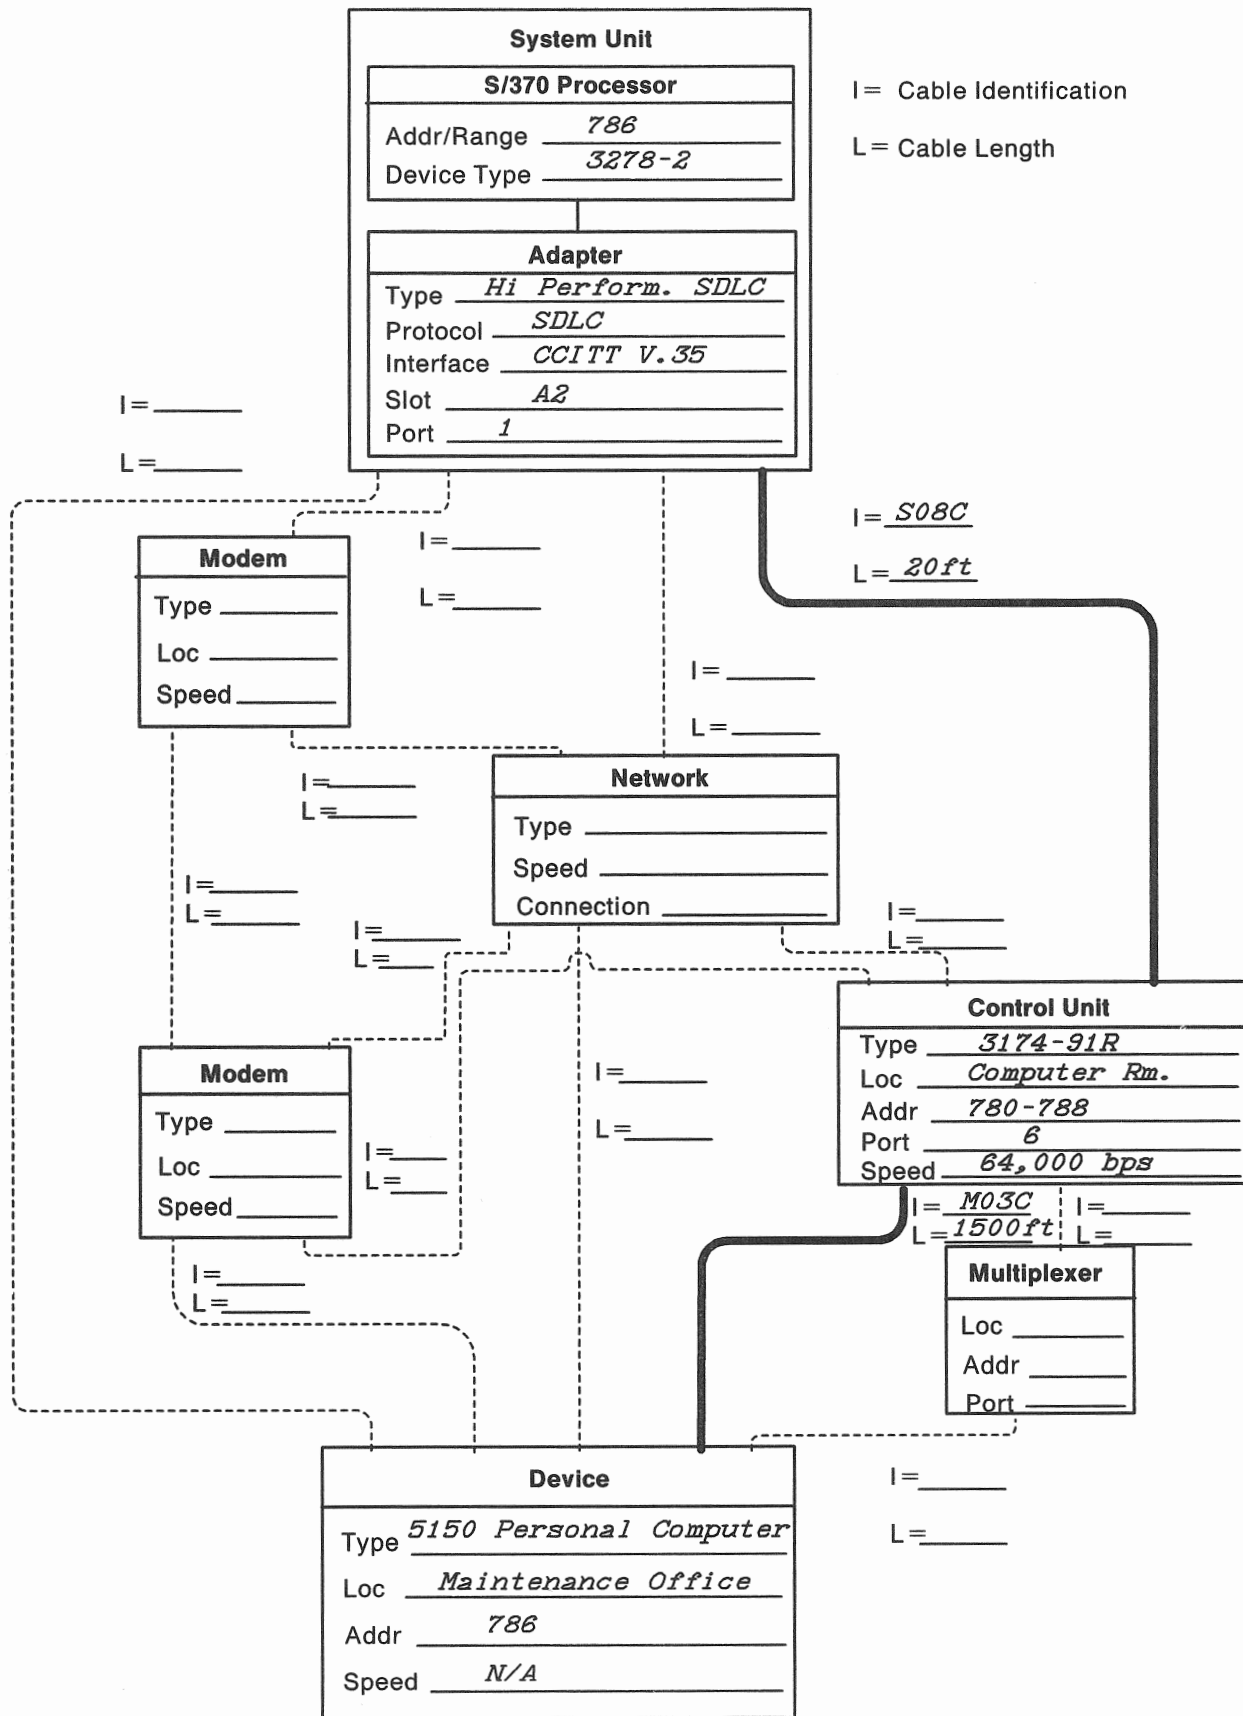 System Unit
S/370 Processor
Addr/Range 786
Device Type 3278-2
I= Cable Identification
L= Cable Length
Adapter
Type Hi Perform. SDLC
Protocol SDLC
Interface CCITT V.35
Slot A2
Port 1
I=
L=
I= S08C
L= 20ft
I=
L=
Modem
Type
Loc
Speed
I=
L=
Network
Type
Speed
Connection
I=
L=
I=
L=
I=
L=
I=
L=
Control Unit
Type 3174-91R
Loc Computer Rm.
Addr 780-788
Port 6
Speed 64,000 bps
Modem
Type
Loc
Speed
I=
L=
I=
L=
I= M03C
L= 1500ft
I=
L=
I=
L=
Multiplexer
Loc
Addr
Port
Device
Type 5150 Personal Computer
Loc Maintenance Office
Addr 786
Speed N/A
I=
L=